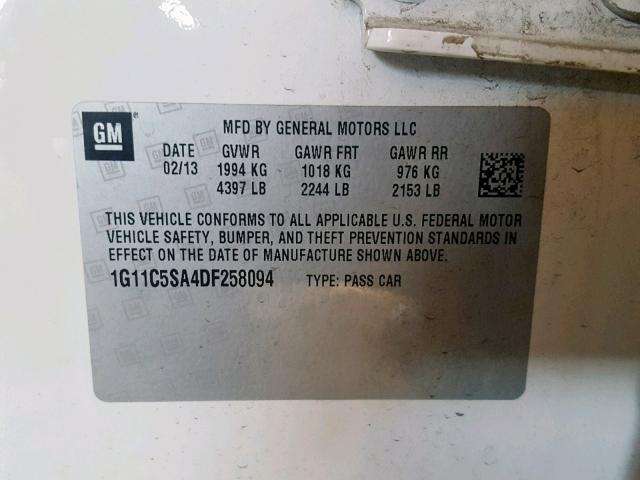 GM
MFD BY GENERAL MOTORS LLC
DATE GVWR GAWR FRT GAWR RR
02/13 1994 KG 1018 KG 976 KG
4397 LB 2244 LB 2153 LB
THIS VEHICLE CONFORMS TO ALL APPLICABLE U.S. FEDERAL MOTOR
VEHICLE SAFETY, BUMPER, AND THEFT PREVENTION STANDARDS IN
EFFECT ON THE DATE OF MANUFACTURE SHOWN ABOVE.
1G11C5SA4DF258094 TYPE: PASS CAR